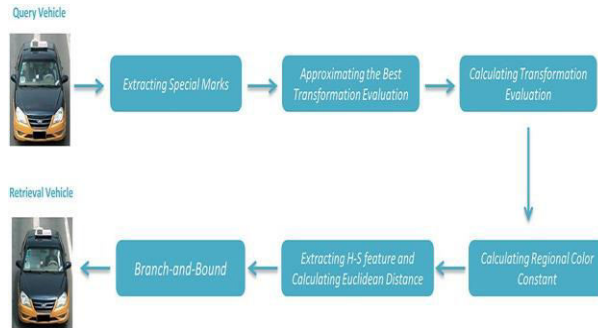 Query Vehicle
Extracting Special Marks
Approximating the Best
Transformation Evaluation
Calculating Transformation
Evaluation
Retrieval Vehicle
Branch-and-Bound
Extracting H-S feature and
Calculating Euclidean Distance
Calculating Regional Color
Constant